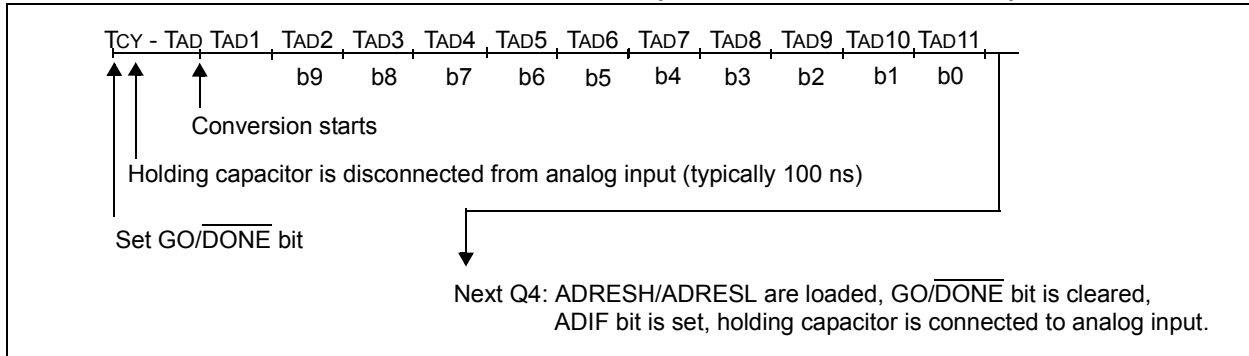 TCY - TAD TAD1 TAD2 TAD3 TAD4 TAD5 TAD6 TAD7 TAD8 TAD9 TAD10 TAD11
b9 b8 b7 b6 b5 b4 b3 b2 b1 b0
Conversion starts
Holding capacitor is disconnected from analog input (typically 100 ns)
Set GO/DONE bit
Next Q4: ADRESH/ADRESL are loaded, GO/DONE bit is cleared,
ADIF bit is set, holding capacitor is connected to analog input.